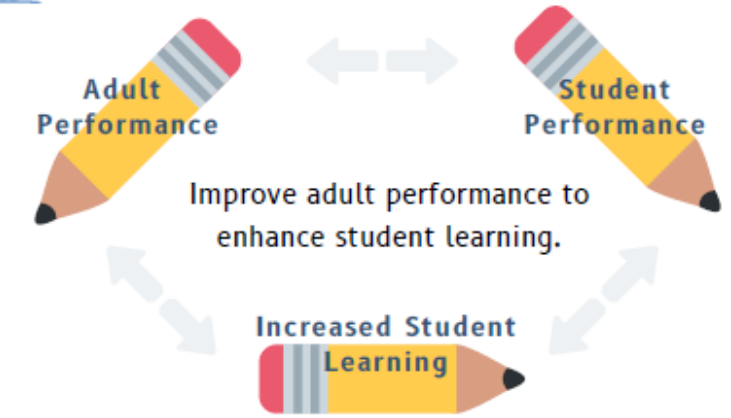 Adult
Performance
Student
Performance
Improve adult performance to
enhance student learning.
Increased Student
Learning